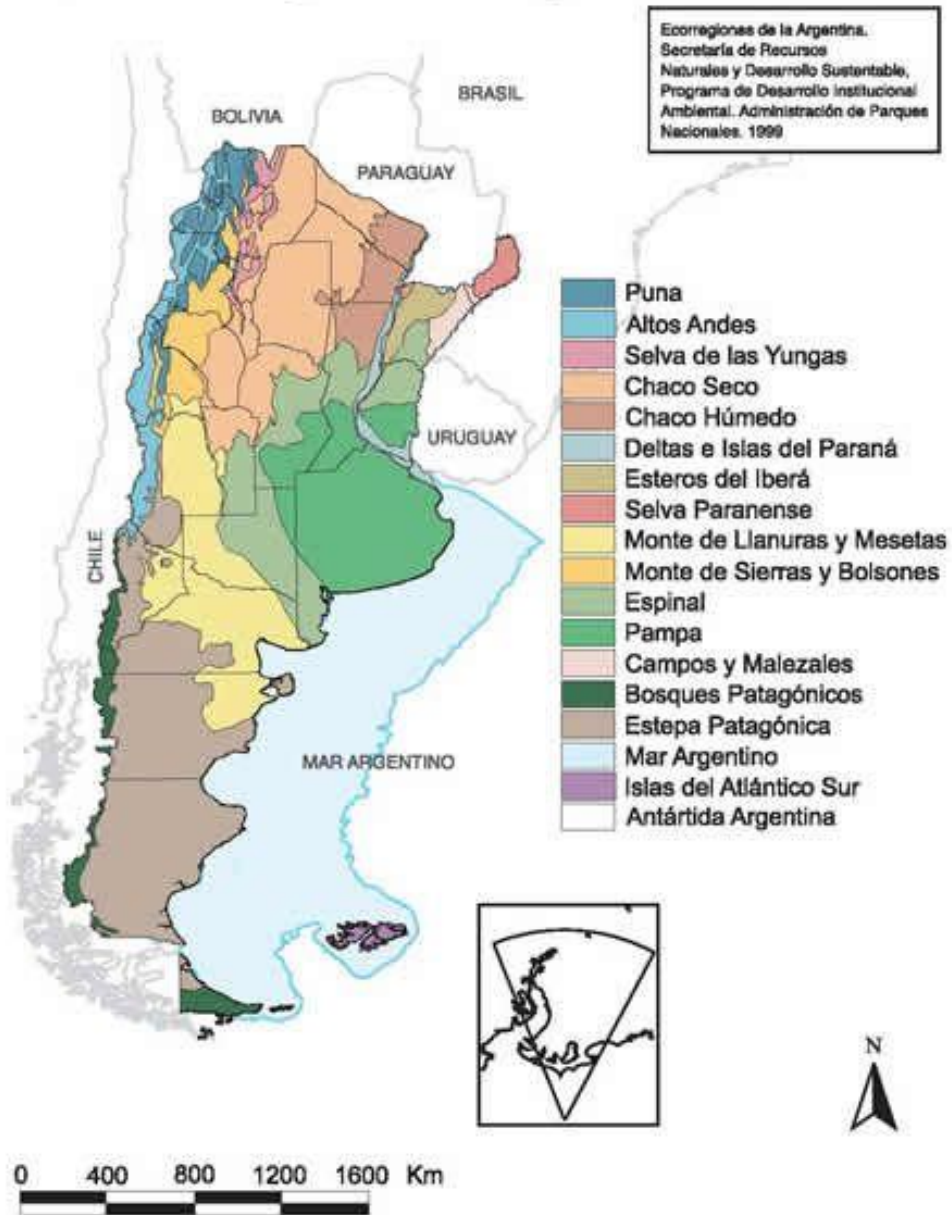 Ecorregiones de la Argentina.
Secretaría de Recursos
Naturales y Desarrollo Sustentable,
Programa de Desarrollo Institucional
Ambiental. Administración de Parques
Nacionales. 1999
BRASIL
BOLIVIA
PARAGUAY
URUGUAY
CHILE
MAR ARGENTINO
Puna
Altos Andes
Selva de las Yungas
Chaco Seco
Chaco Húmedo
Deltas e Islas del Paraná
Esteros del Iberá
Selva Paranense
Monte de Llanuras y Mesetas
Monte de Sierras y Bolsones
Espinal
Pampa
Campos y Malezales
Bosques Patagónicos
Estepa Patagónica
Mar Argentino
Islas del Atlántico Sur
Antártida Argentina
N
0 400 800 1200 1600 Km